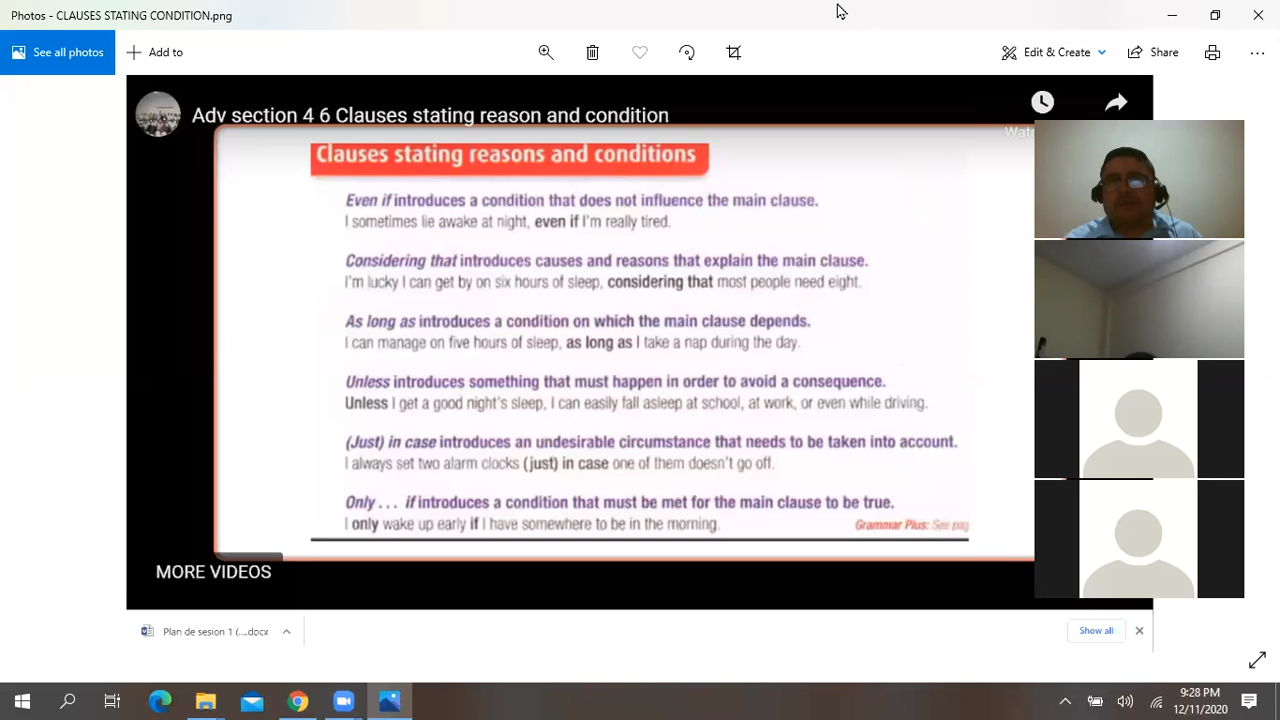 Photos - CLAUSES STATING CONDITION.png
See all photos
Add to
Edit & Create
Share
Adv section 4 6 Clauses stating reason and condition
Clauses stating reasons and conditions
Even if introduces a condition that does not influence the main clause.
I sometimes lie awake at night, even if I'm really tired.
Considering that introduces causes and reasons that explain the main clause.
I'm lucky I can get by on six hours of sleep, considering that most people need eight.
As long as introduces a condition on which the main clause depends.
I can manage on five hours of sleep, as long as I take a nap during the day.
Unless introduces something that must happen in order to avoid a consequence.
Unless I get a good night's sleep, I can easily fall asleep at school, at work, or even while driving.
(Just) in case introduces an undesirable circumstance that needs to be taken into account.
I always set two alarm clocks (just) in case one of them doesn't go off.
Only . . . if introduces a condition that must be met for the main clause to be true.
I only wake up early if I have somewhere to be in the morning.
Grammar Plus: See pag
MORE VIDEOS
Plan de sesion 1 (....docx
Show all
9:28 PM
12/11/2020